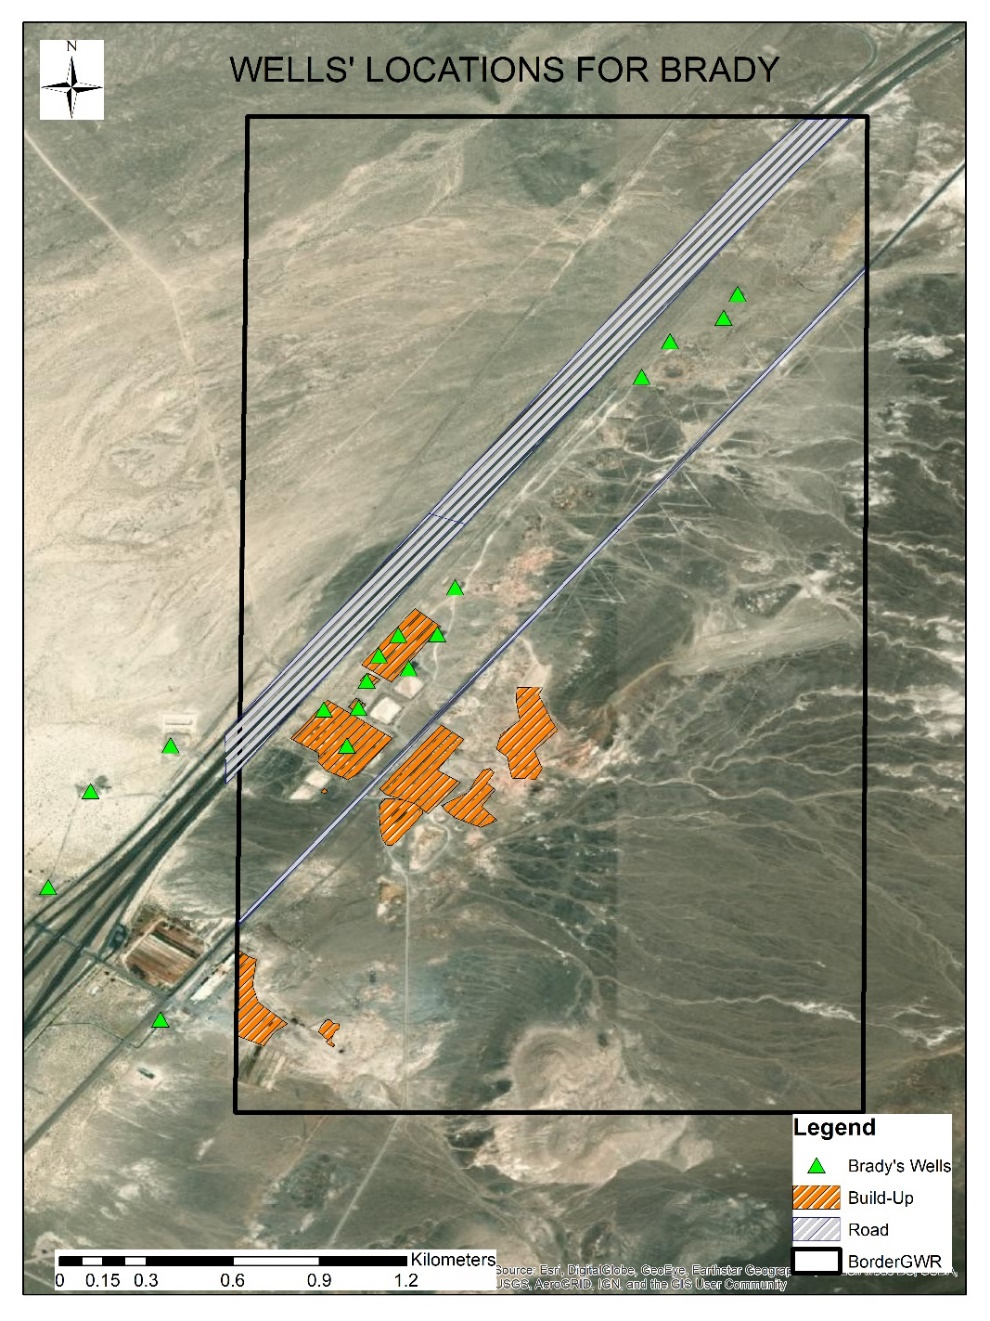 N
WELLS' LOCATIONS FOR BRADY
Legend
Brady's Wells
Build-Up
Road
BorderGWR
Kilometers
0 0.15 0.3 0.6 0.9 1.2
Source: Esri, DigitalGlobe, GeoEye, Earthstar
USGS, AeroGRID, IGN, and the GIS User Community